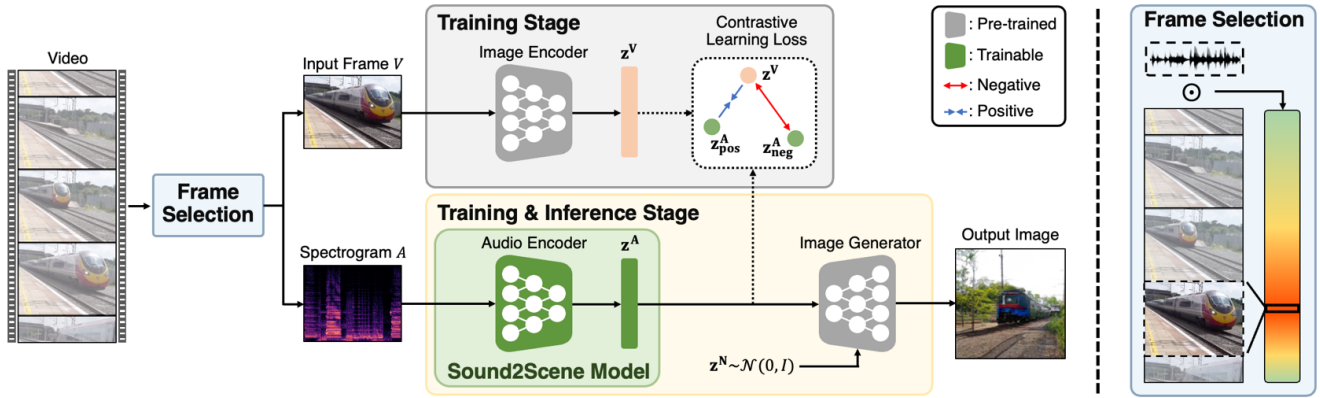 Video
Frame
Selection
Input Frame V
Spectrogram A
Training Stage
Image Encoder
z^V
Contrastive
Learning Loss
z^V
z^A_pos
z^A_neg
Training & Inference Stage
Audio Encoder
z^A
Sound2Scene Model
Image Generator
z^N~𝒩(0, I)
Output Image
: Pre-trained
: Trainable
: Negative
: Positive
Frame Selection